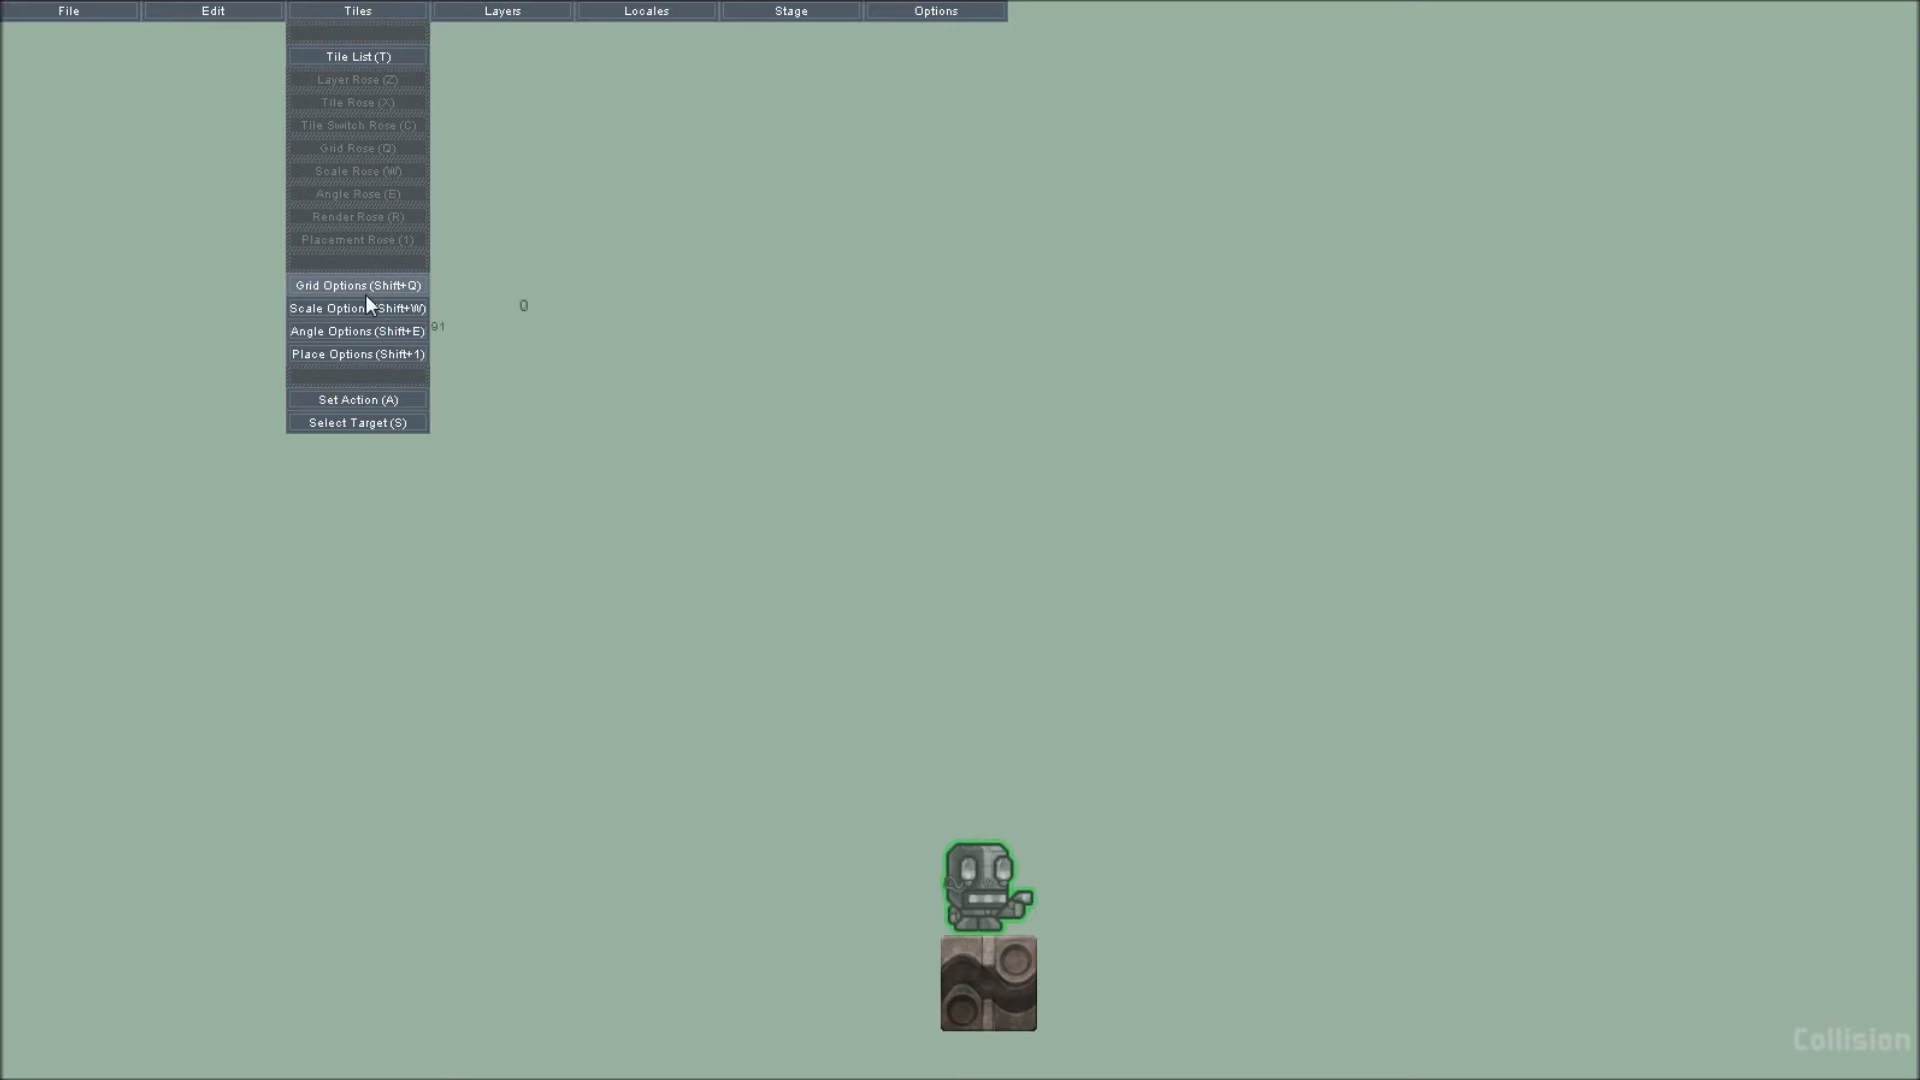 File Edit Tiles Layers Locales Stage Options
Tile List (T)
Layer Rose (Z)
Tile Rose (X)
Tile Switch Rose (C)
Grid Rose (Q)
Scale Rose (W)
Angle Rose (E)
Render Rose (R)
Placement Rose (1)
Grid Options (Shift+Q)
Scale Options (Shift+W)
0
Angle Options (Shift+E)
91
Place Options (Shift+1)
Set Action (A)
Select Target (S)
Collision